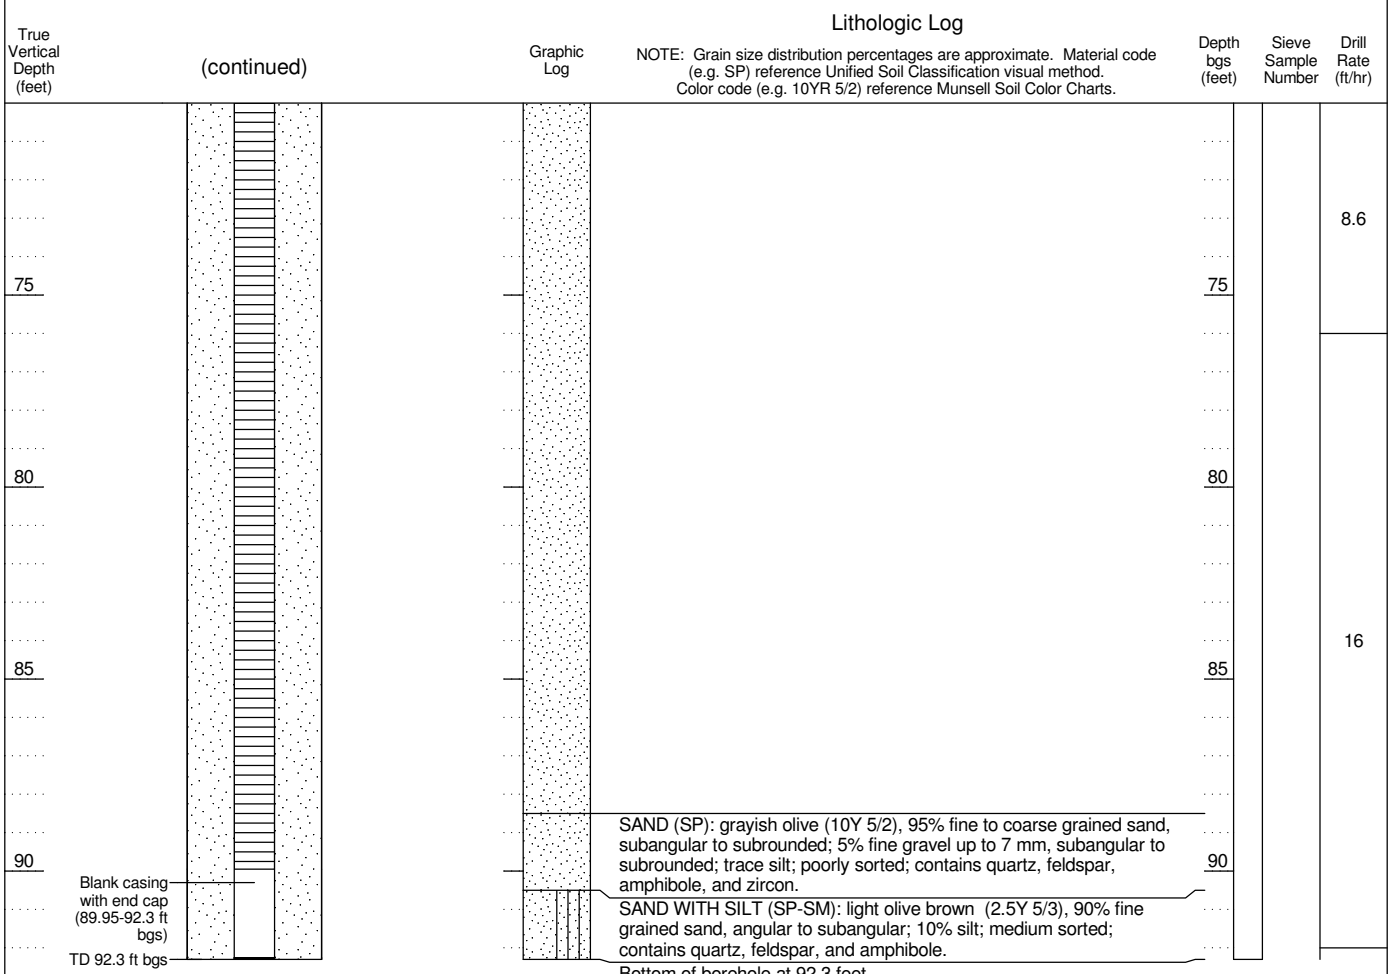 Lithologic Log
True
Vertical
Depth
(feet)
(continued)
Graphic
Log
NOTE: Grain size distribution percentages are approximate. Material code
(e.g. SP) reference Unified Soil Classification visual method.
Color code (e.g. 10YR 5/2) reference Munsell Soil Color Charts.
Depth
bgs
(feet)
Sieve
Sample
Number
Drill
Rate
(ft/hr)
8.6
75
75
80
80
16
85
85
SAND (SP): grayish olive (10Y 5/2), 95% fine to coarse grained sand,
subangular to subrounded; 5% fine gravel up to 7 mm, subangular to
subrounded; trace silt; poorly sorted; contains quartz, feldspar,
amphibole, and zircon.
90
90
Blank casing
with end cap
(89.95-92.3 ft
bgs)
SAND WITH SILT (SP-SM): light olive brown (2.5Y 5/3), 90% fine
grained sand, angular to subangular; 10% silt; medium sorted;
contains quartz, feldspar, and amphibole.
TD 92.3 ft bgs
Bottom of borehole at 92.3 feet